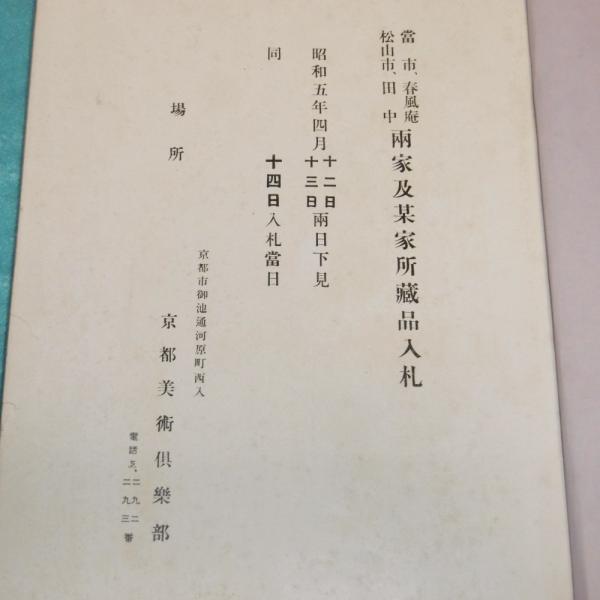 當市、春風庵
松山市、田中
兩家及某家所藏品入札
昭和五年四月
十二日
十三日
兩日下見
同
十四日入札當日
場所
京都市御池通河原町西入
京都美術俱樂部
電話
二九二
二九三
番